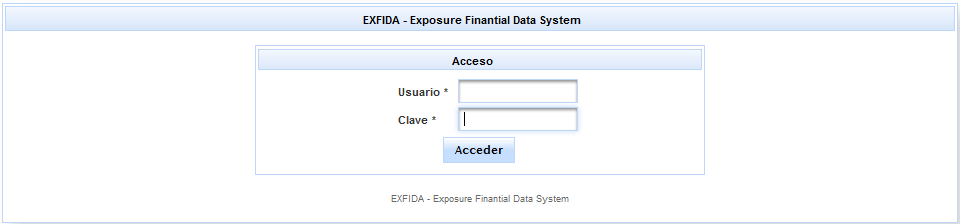 EXFIDA - Exposure Finantial Data System
Acceso
Usuario *
Clave *
Acceder
EXFIDA - Exposure Finantial Data System